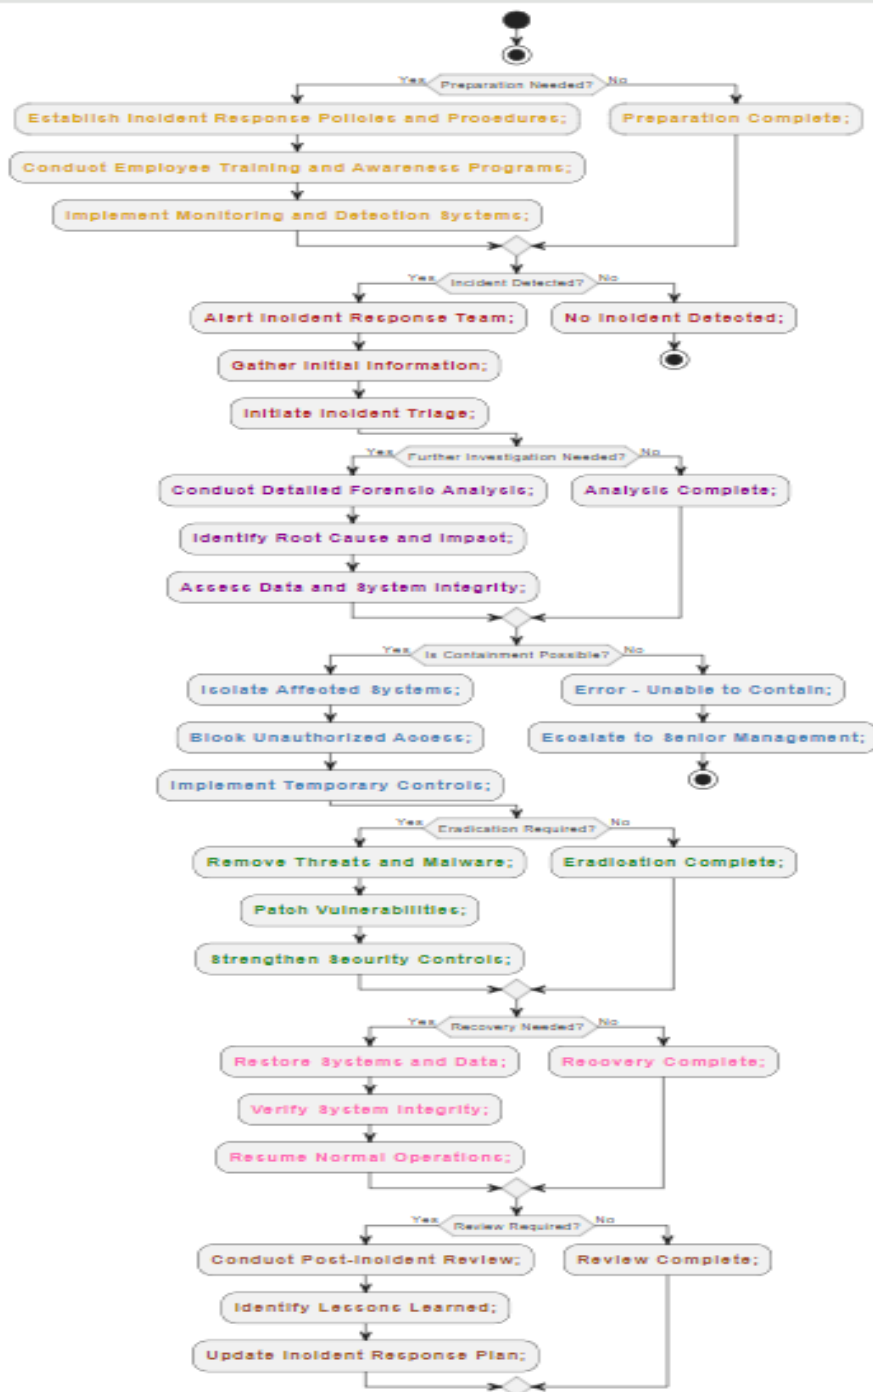 Yes Preparation Needed? No
Establish Incident Response Policies and Procedures; Preparation Complete;
Conduct Employee Training and Awareness Programs;
Implement Monitoring and Detection Systems;
Yes Incident Detected? No
Alert Incident Response Team; No Incident Detected;
Gather Initial Information;
Initiate Incident Triage;
Yes Further Investigation Needed? No
Conduct Detailed Forensic Analysis; Analysis Complete;
Identify Root Cause and Impact;
Assess Data and System Integrity;
Yes Is Containment Possible? No
Isolate Affected Systems; Error - Unable to Contain;
Block Unauthorized Access; Escalate to Senior Management;
Implement Temporary Controls;
Yes Eradication Required? No
Remove Threats and Malware; Eradication Complete;
Patch Vulnerabilities;
Strengthen Security Controls;
Yes Recovery Needed? No
Restore Systems and Data; Recovery Complete;
Verify System Integrity;
Resume Normal Operations;
Yes Review Required? No
Conduct Post-Incident Review; Review Complete;
Identify Lessons Learned;
Update Incident Response Plan;